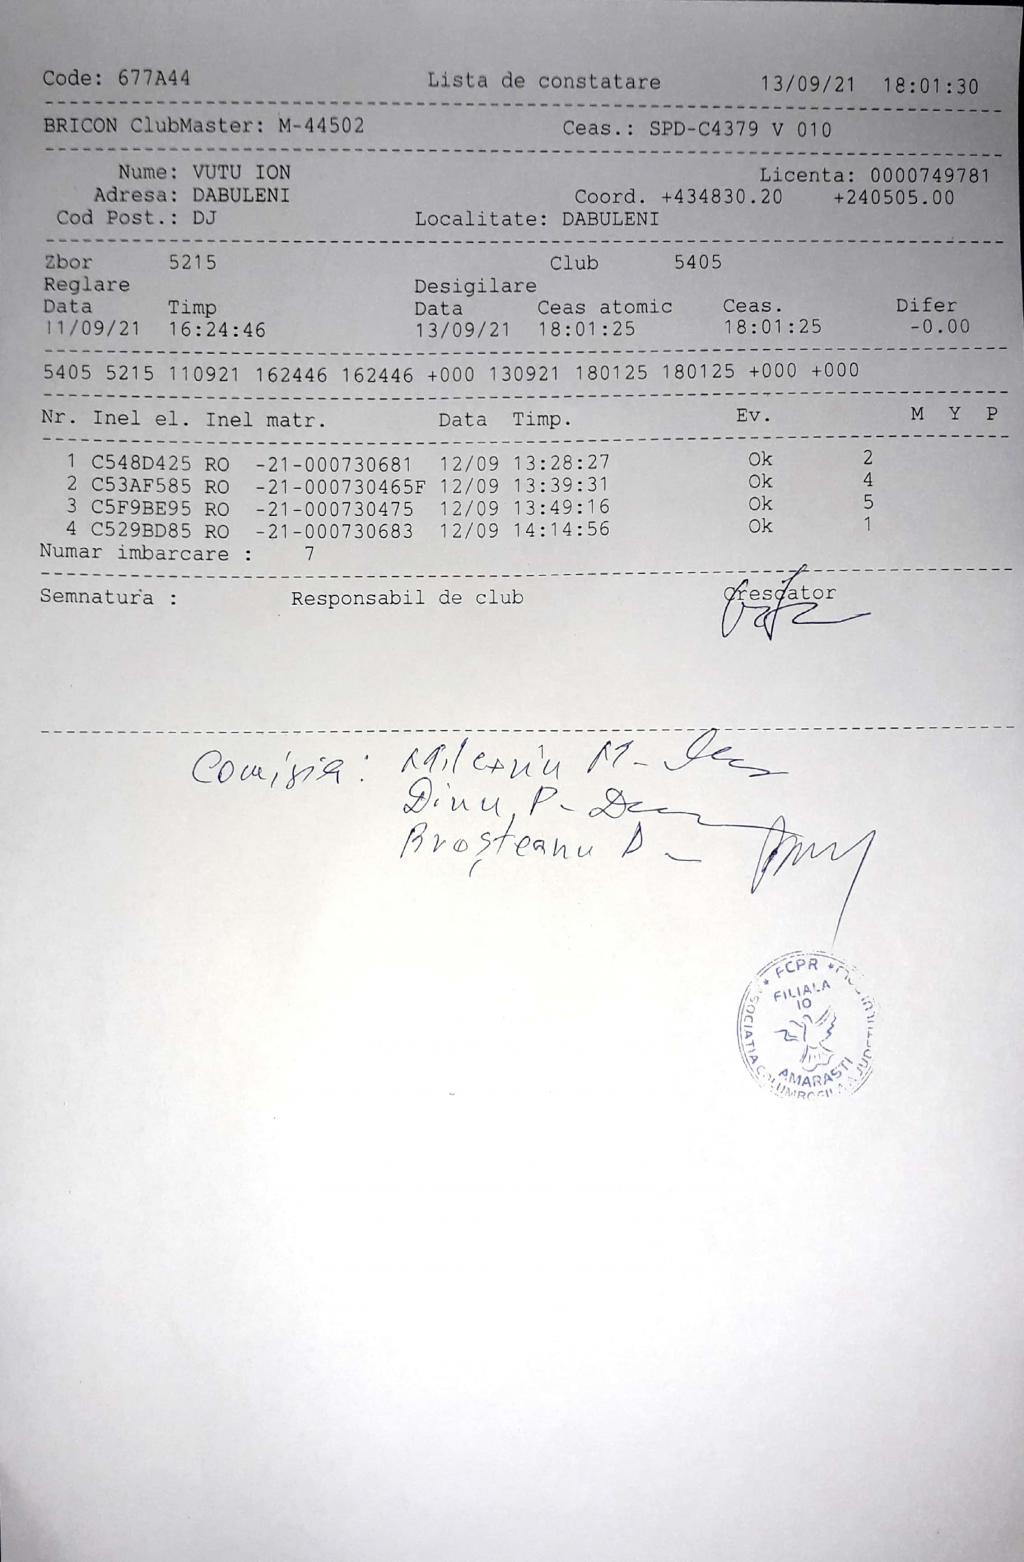 Code: 677A44 Lista de constatare 13/09/21 18:01:30
BRICON ClubMaster: M-44502 Ceas.: SPD-C4379 V 010
Nume: VUTU ION Licenta: 0000749781
Adresa: DABULENI Coord. +434830.20 +240505.00
Cod Post.: DJ Localitate: DABULENI
Zbor 5215 Club 5405
Reglare Desigilare
Data Timp Data Ceas atomic Ceas. Difer
11/09/21 16:24:46 13/09/21 18:01:25 18:01:25 -0.00
5405 5215 110921 162446 162446 +000 130921 180125 180125 +000 +000
Nr. Inel el. Inel matr. Data Timp. Ev. M Y P
1 C548D425 RO -21-000730681 12/09 13:28:27 Ok 2
2 C53AF585 RO -21-000730465F 12/09 13:39:31 Ok 4
3 C5F9BE95 RO -21-000730475 12/09 13:49:16 Ok 5
4 C529BD85 RO -21-000730683 12/09 14:14:56 Ok 1
Numar imbarcare : 7
Semnatura : Responsabil de club Crescator
Comisia: M-
Dinu P-
Broșteanu D -
FCPR
FILIALA
10
AMARASTI